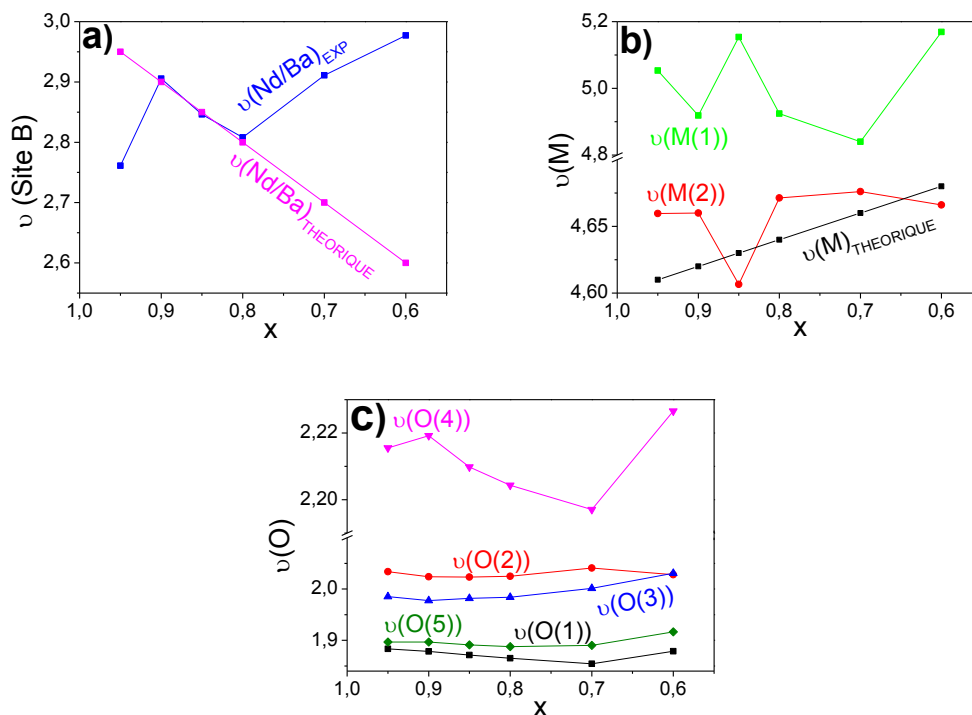 a)
3,0
2,9
2,8
2,7
2,6
υ (Site B)
υ(Nd/Ba)EXP
υ(Nd/Ba)THEORIQUE
1,0 0,9 0,8 0,7 0,6
x
b)
5,2
5,0
4,8
4,65
4,60
υ(M)
υ(M(1))
υ(M(2))
υ(M)THEORIQUE
1,0 0,9 0,8 0,7 0,6
x
c)
2,22
2,20
2,0
1,9
υ(O)
υ(O(4))
υ(O(2))
υ(O(3))
υ(O(5))
υ(O(1))
1,0 0,9 0,8 0,7 0,6
x